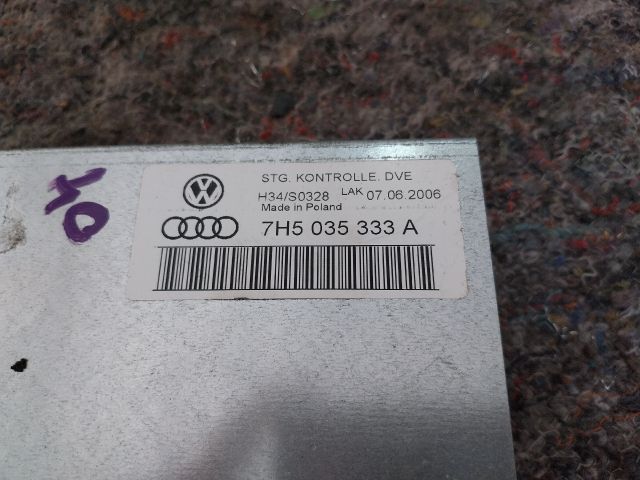 STG. KONTROLLE. DVE
H34/S0328 LAK 07.06.2006
Made in Poland
7H5 035 333 A